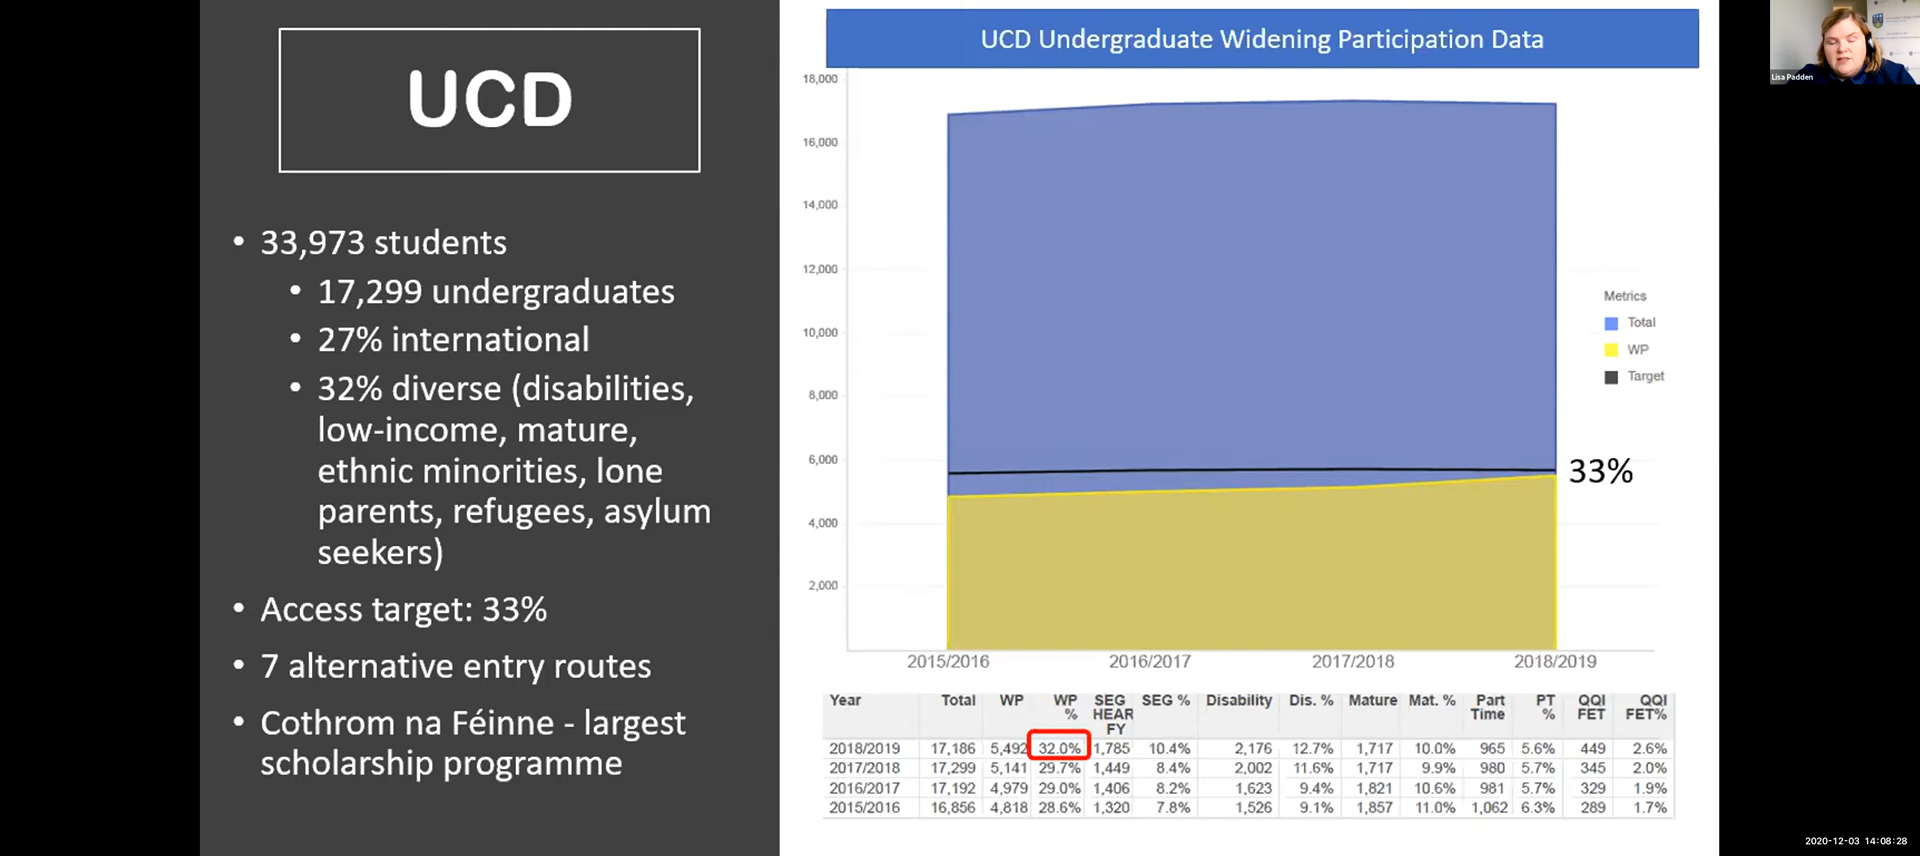 UCD
• 33,973 students
• 17,299 undergraduates
• 27% international
• 32% diverse (disabilities,
low-income, mature,
ethnic minorities, lone
parents, refugees, asylum
seekers)
• Access target: 33%
• 7 alternative entry routes
• Cothrom na Féinne - largest
scholarship programme
UCD Undergraduate Widening Participation Data
18,000
16,000
14,000
12,000
10,000
8,000
6,000
4,000
2,000
2015/2016 2016/2017 2017/2018 2018/2019
33%
Metrics
Total
WP
Target
Year Total WP WP % SEG HEAR FY SEG % Disability Dis. % Mature Mat. % Part Time PT % QQI FET QQI FET%
2018/2019 17,186 5,492 32.0% 1,785 10.4% 2,176 12.7% 1,717 10.0% 965 5.6% 449 2.6%
2017/2018 17,299 5,141 29.7% 1,449 8.4% 2,002 11.6% 1,717 9.9% 980 5.7% 345 2.0%
2016/2017 17,192 4,979 29.0% 1,406 8.2% 1,623 9.4% 1,821 10.6% 981 5.7% 329 1.9%
2015/2016 16,856 4,818 28.6% 1,320 7.8% 1,526 9.1% 1,857 11.0% 1,062 6.3% 289 1.7%
Lisa Padden
2020-12-03 14:08:28